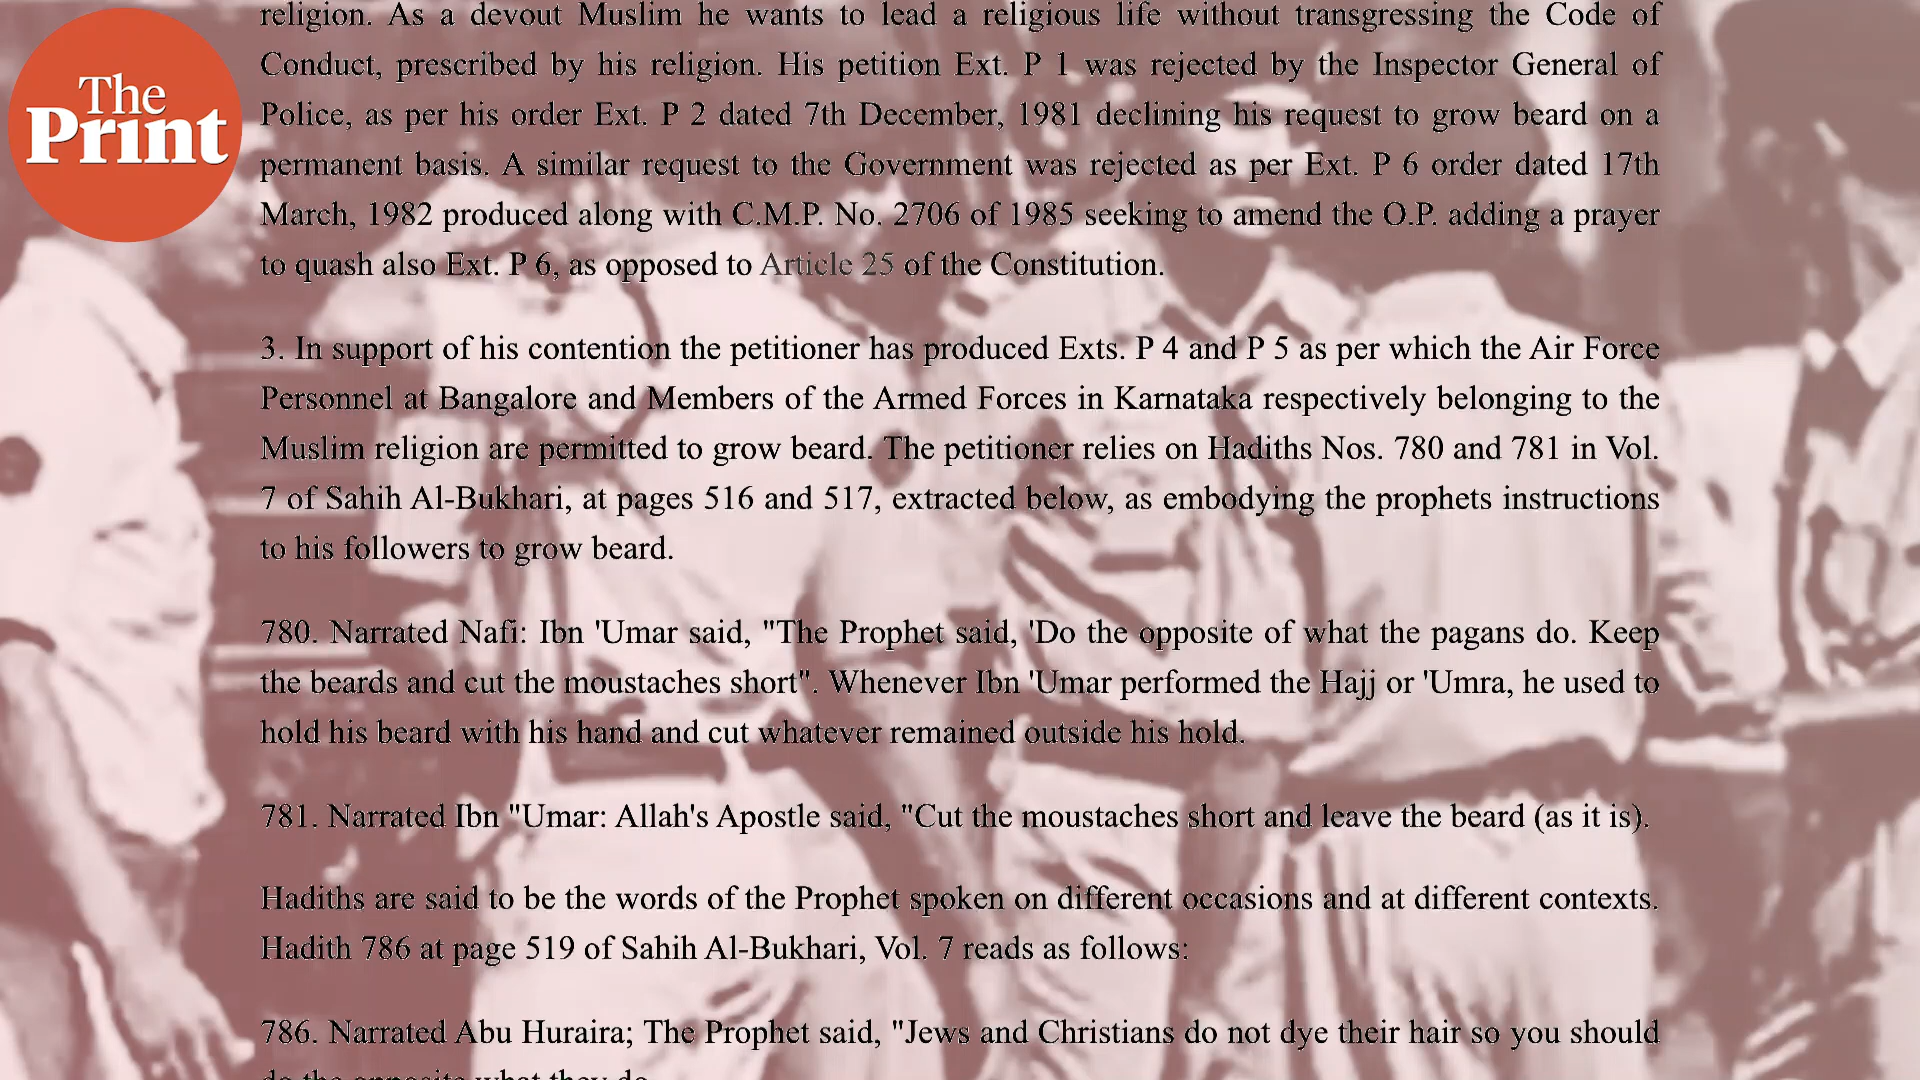 The
Print
religion. As a devout Muslim he wants to lead a religious life without transgressing the Code of
Conduct, prescribed by his religion. His petition Ext. P 1 was rejected by the Inspector General of
Police, as per his order Ext. P 2 dated 7th December, 1981 declining his request to grow beard on a
permanent basis. A similar request to the Government was rejected as per Ext. P 6 order dated 17th
March, 1982 produced along with C.M.P. No. 2706 of 1985 seeking to amend the O.P. adding a prayer
to quash also Ext. P 6, as opposed to Article 25 of the Constitution.
3. In support of his contention the petitioner has produced Exts. P 4 and P 5 as per which the Air Force
Personnel at Bangalore and Members of the Armed Forces in Karnataka respectively belonging to the
Muslim religion are permitted to grow beard. The petitioner relies on Hadiths Nos. 780 and 781 in Vol.
7 of Sahih Al-Bukhari, at pages 516 and 517, extracted below, as embodying the prophets instructions
to his followers to grow beard.
780. Narrated Nafi: Ibn 'Umar said, "The Prophet said, 'Do the opposite of what the pagans do. Keep
the beards and cut the moustaches short". Whenever Ibn 'Umar performed the Hajj or 'Umra, he used to
hold his beard with his hand and cut whatever remained outside his hold.
781. Narrated Ibn "Umar: Allah's Apostle said, "Cut the moustaches short and leave the beard (as it is).
Hadiths are said to be the words of the Prophet spoken on different occasions and at different contexts.
Hadith 786 at page 519 of Sahih Al-Bukhari, Vol. 7 reads as follows:
786. Narrated Abu Huraira; The Prophet said, "Jews and Christians do not dye their hair so you should
do the opposite what they do